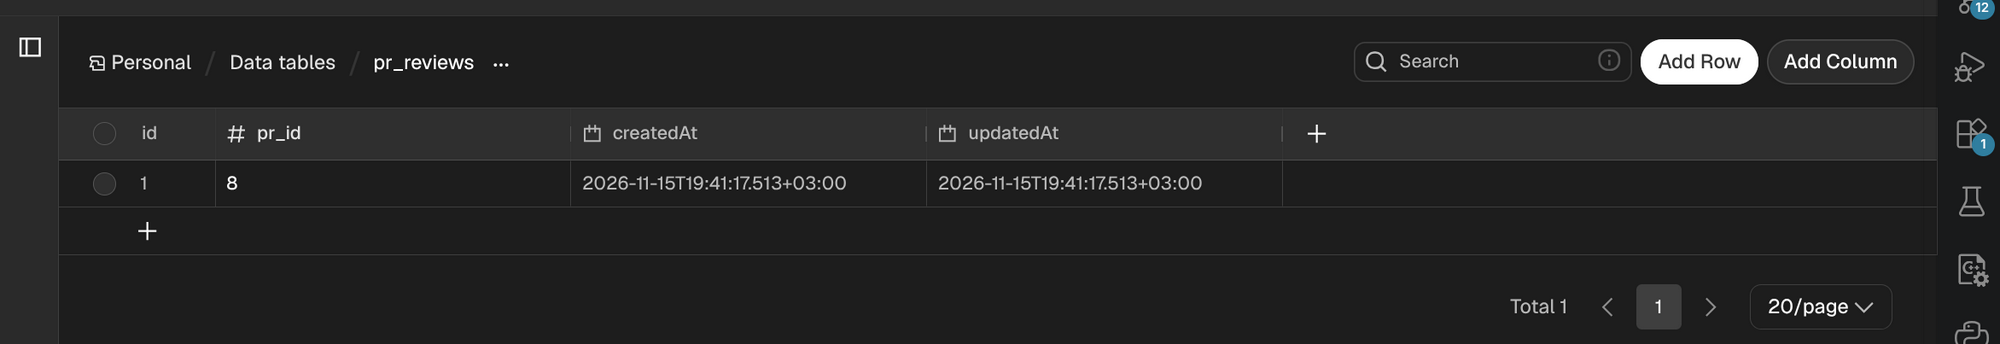 12
Personal / Data tables / pr_reviews ...
Search
Add Row
Add Column
id # pr_id createdAt updatedAt +
1
1 8 2026-11-15T19:41:17.513+03:00 2026-11-15T19:41:17.513+03:00
+
Total 1 < 1 > 20/page